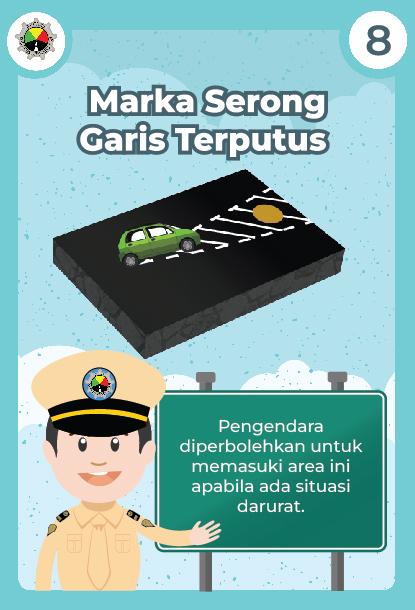 8
Marka Serong
Garis Terputus
Pengendara
diperbolehkan untuk
memasuki area ini
apabila ada situasi
darurat.